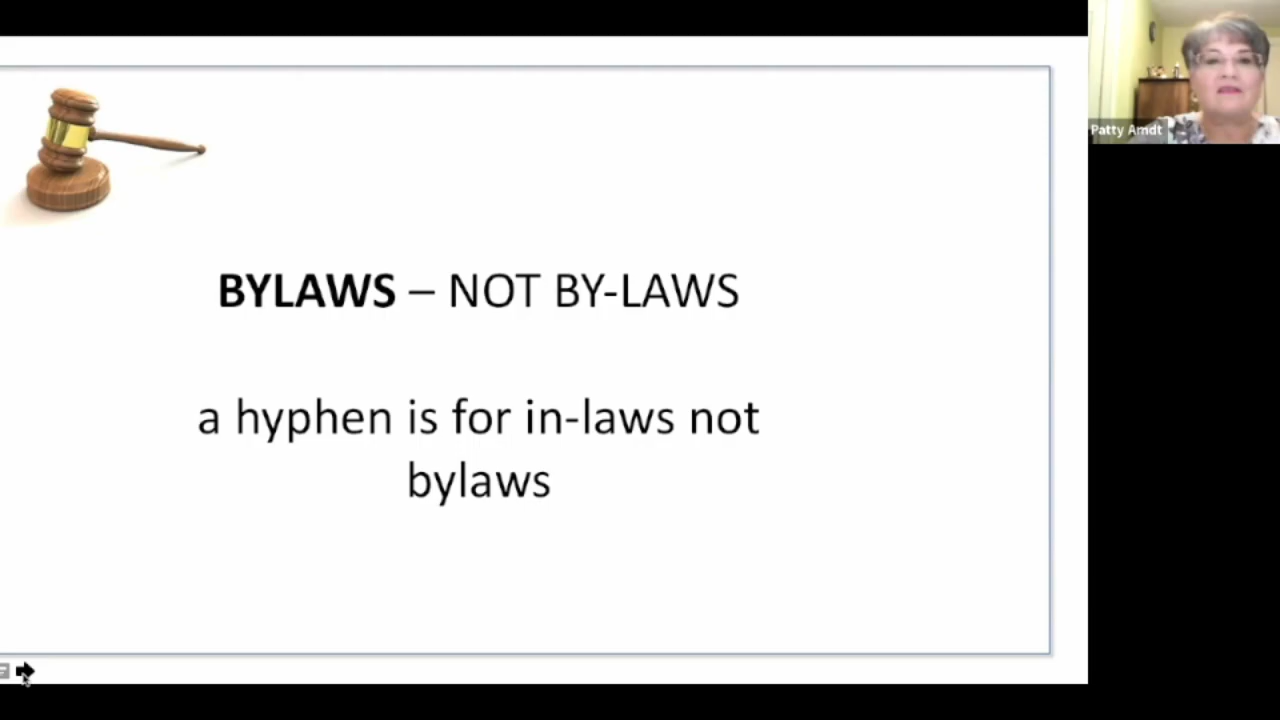 BYLAWS – NOT BY-LAWS
a hyphen is for in-laws not
bylaws
Patty Arndt